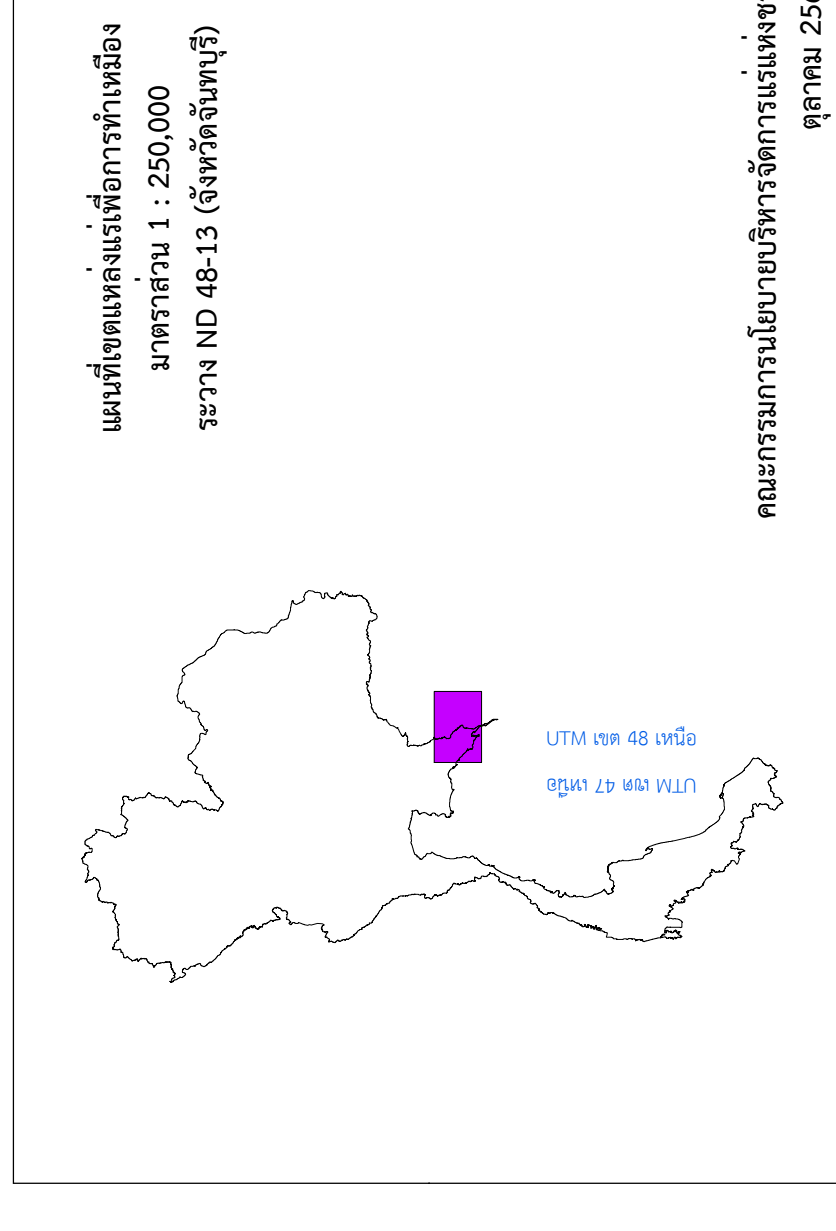 แผนที่เขตแหล่งแร่เพื่อการทำเหมือง
มาตราส่วน 1 : 250,000
ระวาง ND 48-13 (จังหวัดจันทบุรี)
UTM เขต 48 เหนือ
UTM เขต 47 เหนือ
คณะกรรมการนโยบายบริหารจัดการแร่แห่งช
ตุลาคม